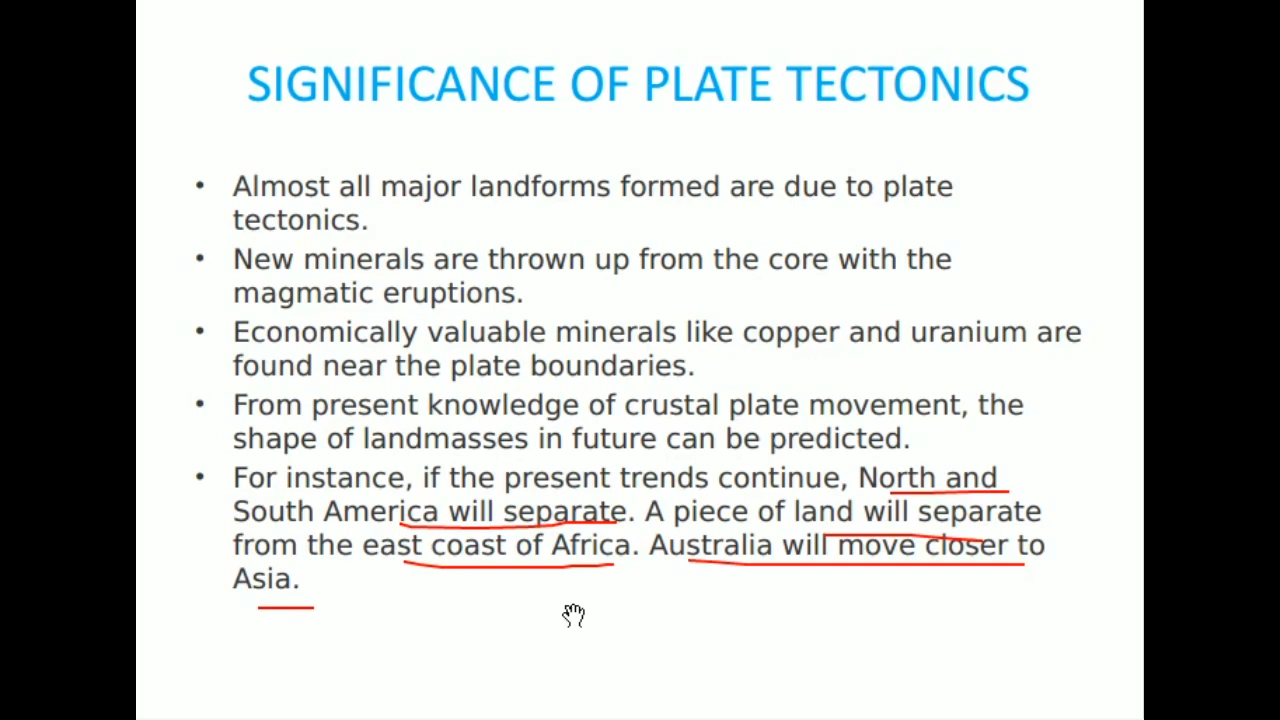 SIGNIFICANCE OF PLATE TECTONICS
• Almost all major landforms formed are due to plate
tectonics.
• New minerals are thrown up from the core with the
magmatic eruptions.
• Economically valuable minerals like copper and uranium are
found near the plate boundaries.
• From present knowledge of crustal plate movement, the
shape of landmasses in future can be predicted.
• For instance, if the present trends continue, North and
South America will separate. A piece of land will separate
from the east coast of Africa. Australia will move closer to
Asia.